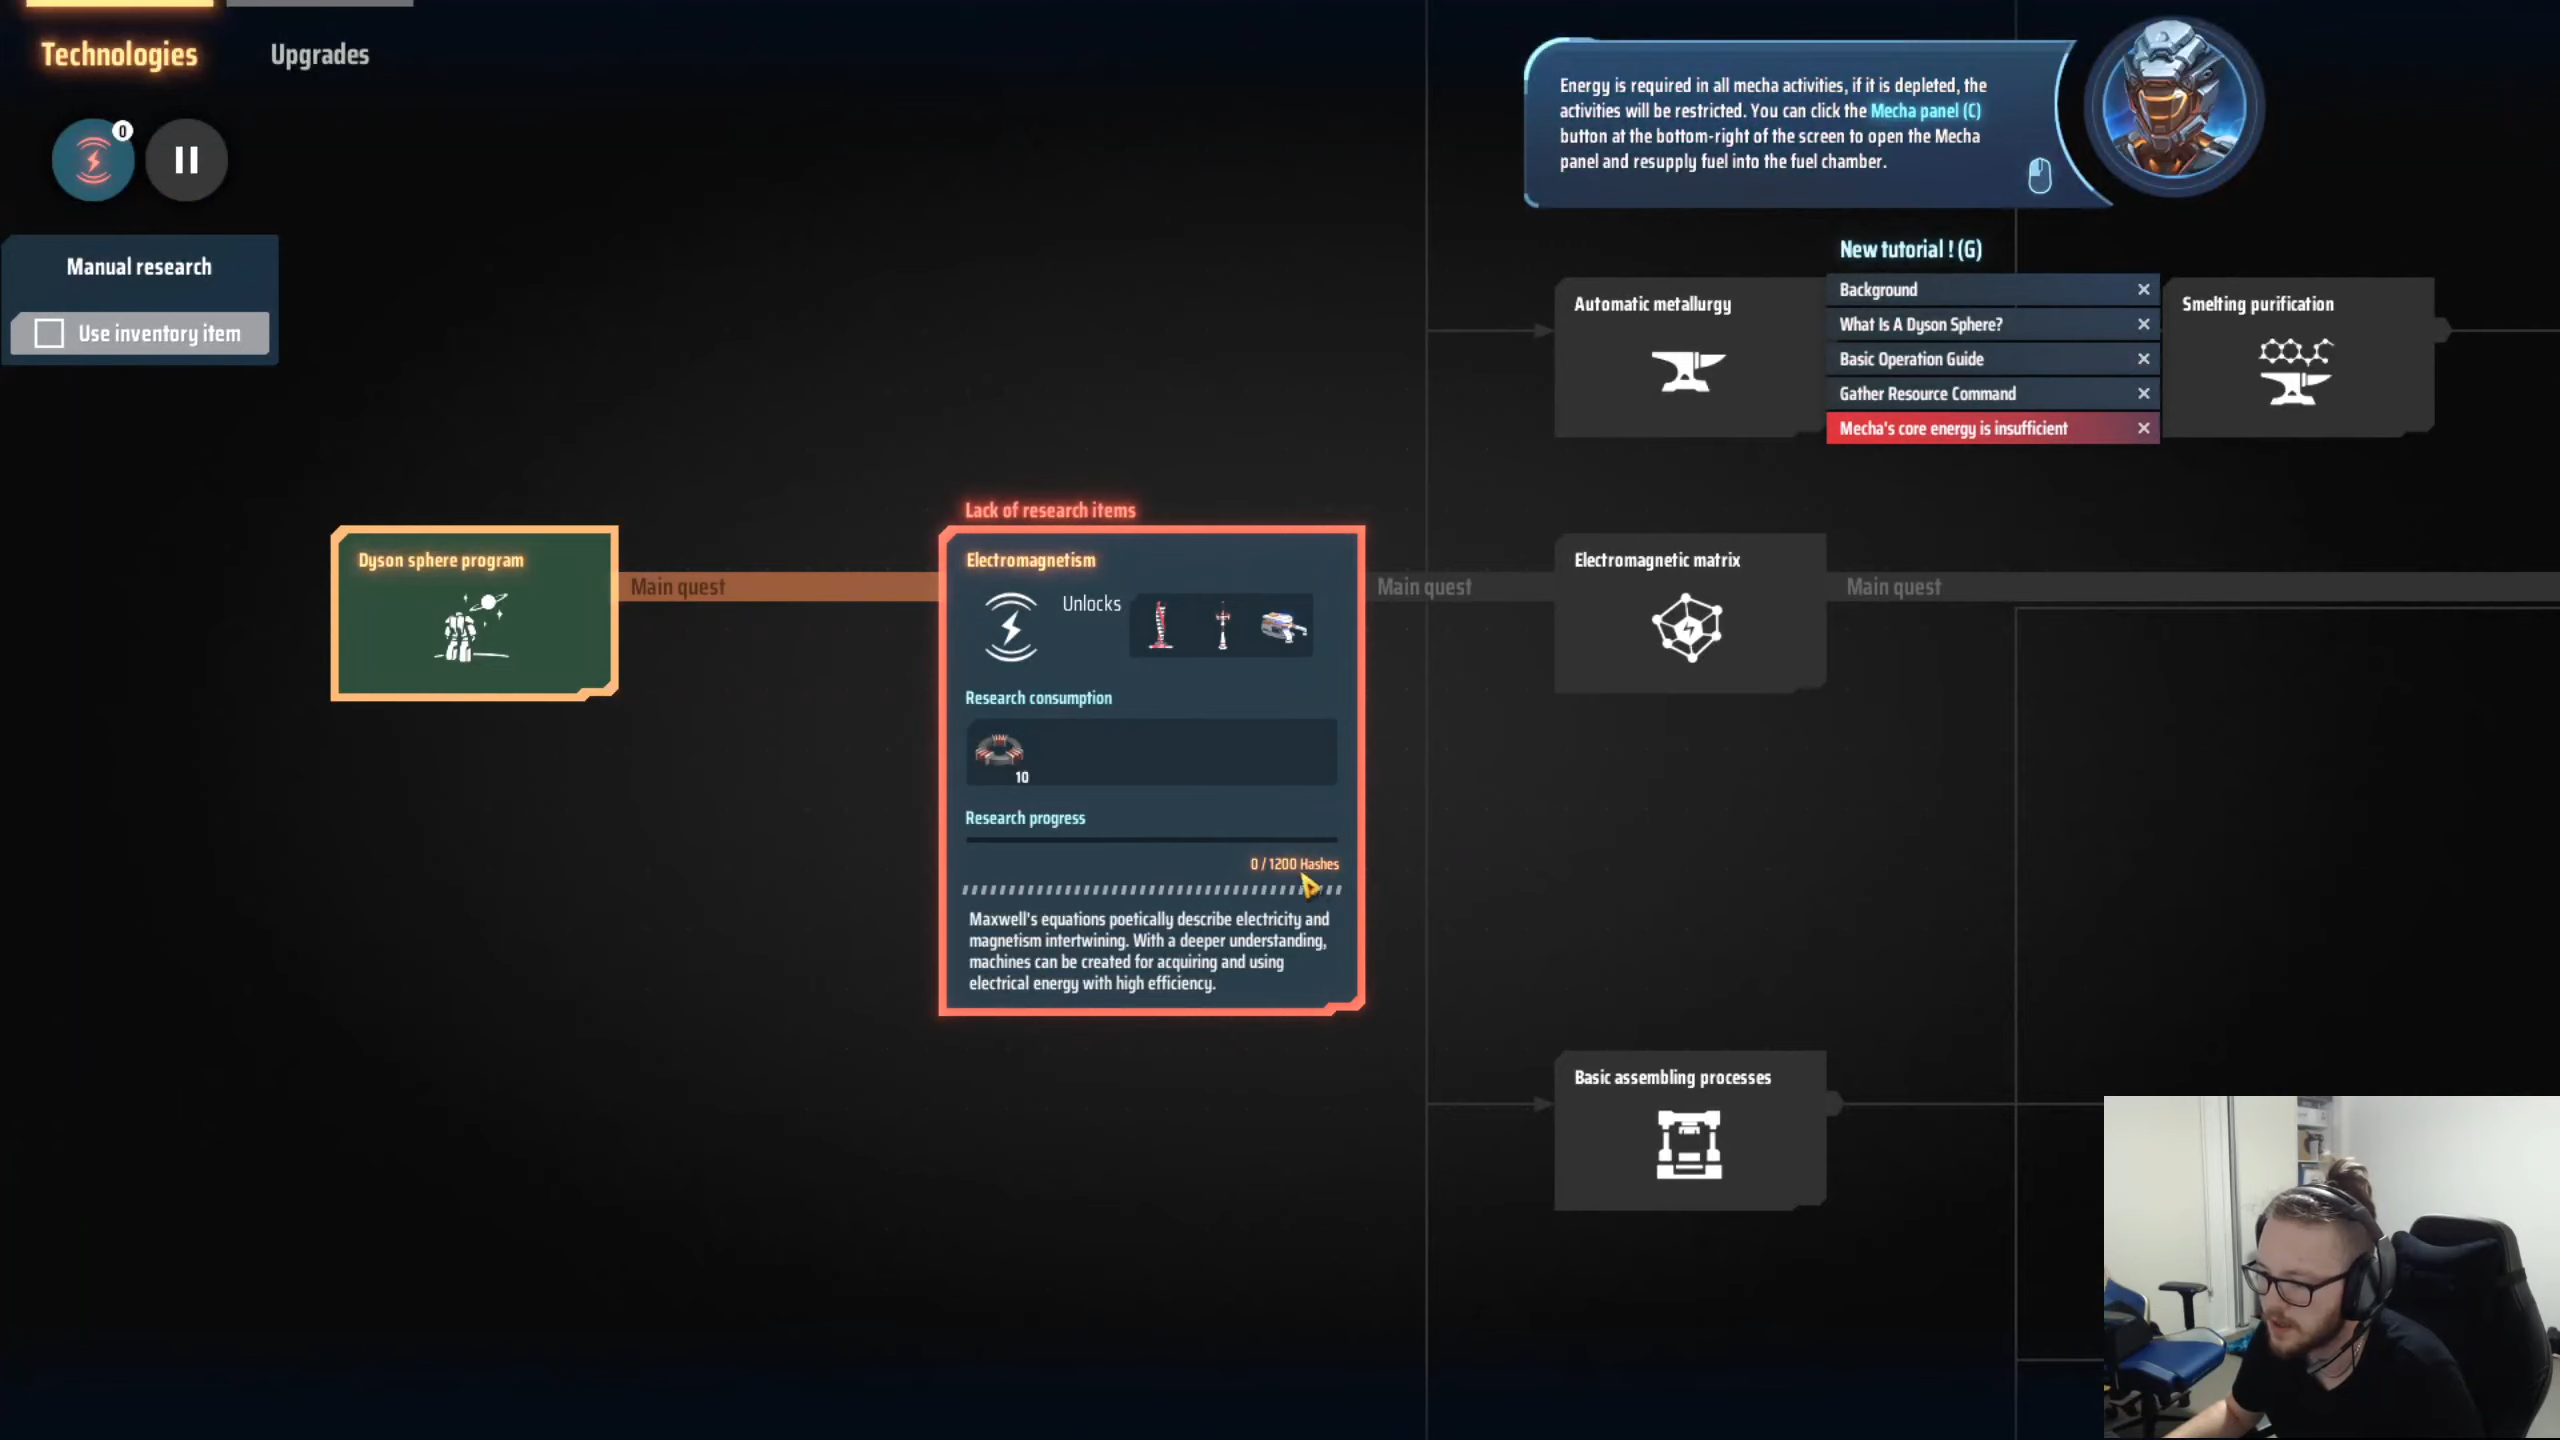 Technologies
Upgrades
0
Manual research
Use inventory item
Energy is required in all mecha activities, if it is depleted, the
activities will be restricted. You can click the Mecha panel (C)
button at the bottom-right of the screen to open the Mecha
panel and resupply fuel into the fuel chamber.
New tutorial ! (G)
Background
What Is A Dyson Sphere?
Basic Operation Guide
Gather Resource Command
Mecha's core energy is insufficient
Automatic metallurgy
Smelting purification
Dyson sphere program
Main quest
Lack of research items
Electromagnetism
Unlocks
Research consumption
10
Research progress
0 / 1200 Hashes
Maxwell's equations poetically describe electricity and
magnetism intertwining. With a deeper understanding,
machines can be created for acquiring and using
electrical energy with high efficiency.
Main quest
Electromagnetic matrix
Main quest
Basic assembling processes